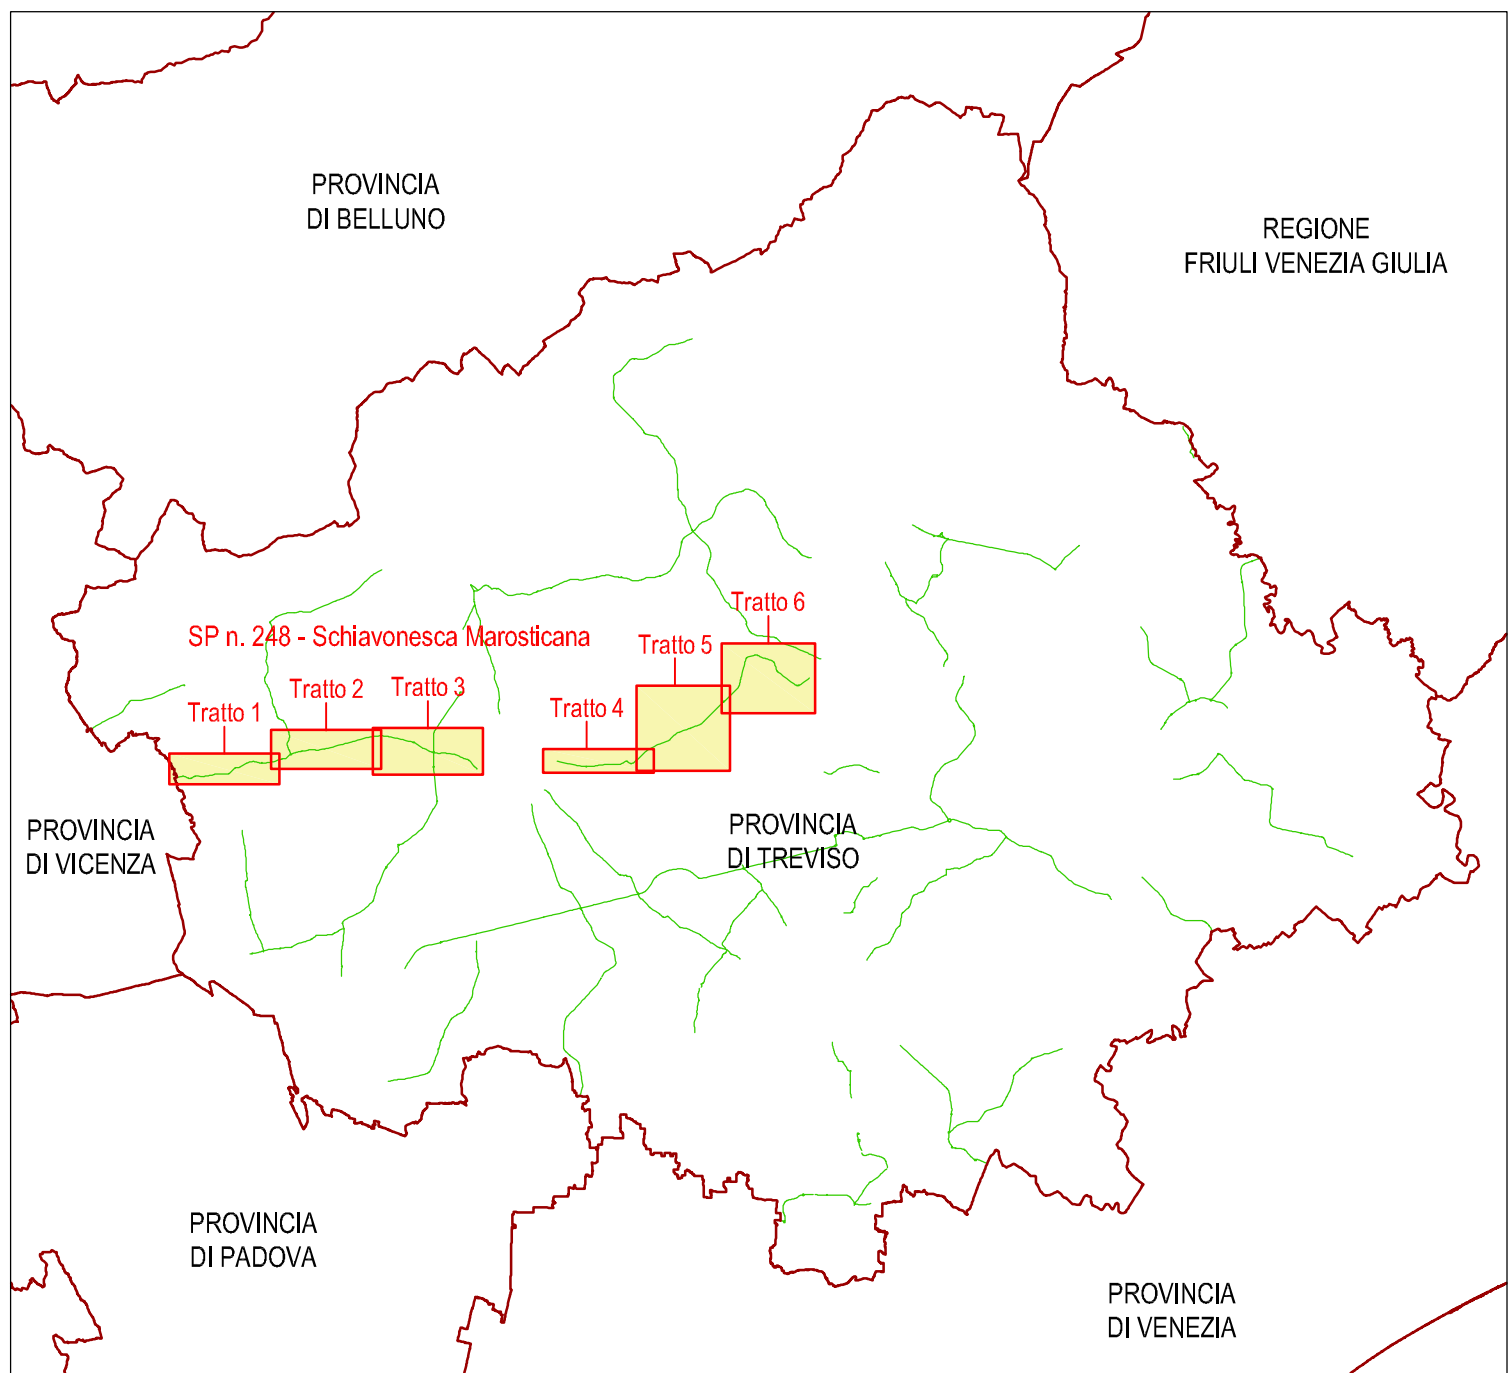 PROVINCIA
DI BELLUNO
REGIONE
FRIULI VENEZIA GIULIA
Tratto 6
SP n. 248 - Schiavonesca Marosticana
Tratto 5
Tratto 3
Tratto 2
Tratto 4
Tratto 1
PROVINCIA
DI VICENZA
PROVINCIA
DI TREVISO
PROVINCIA
DI PADOVA
PROVINCIA
DI VENEZIA